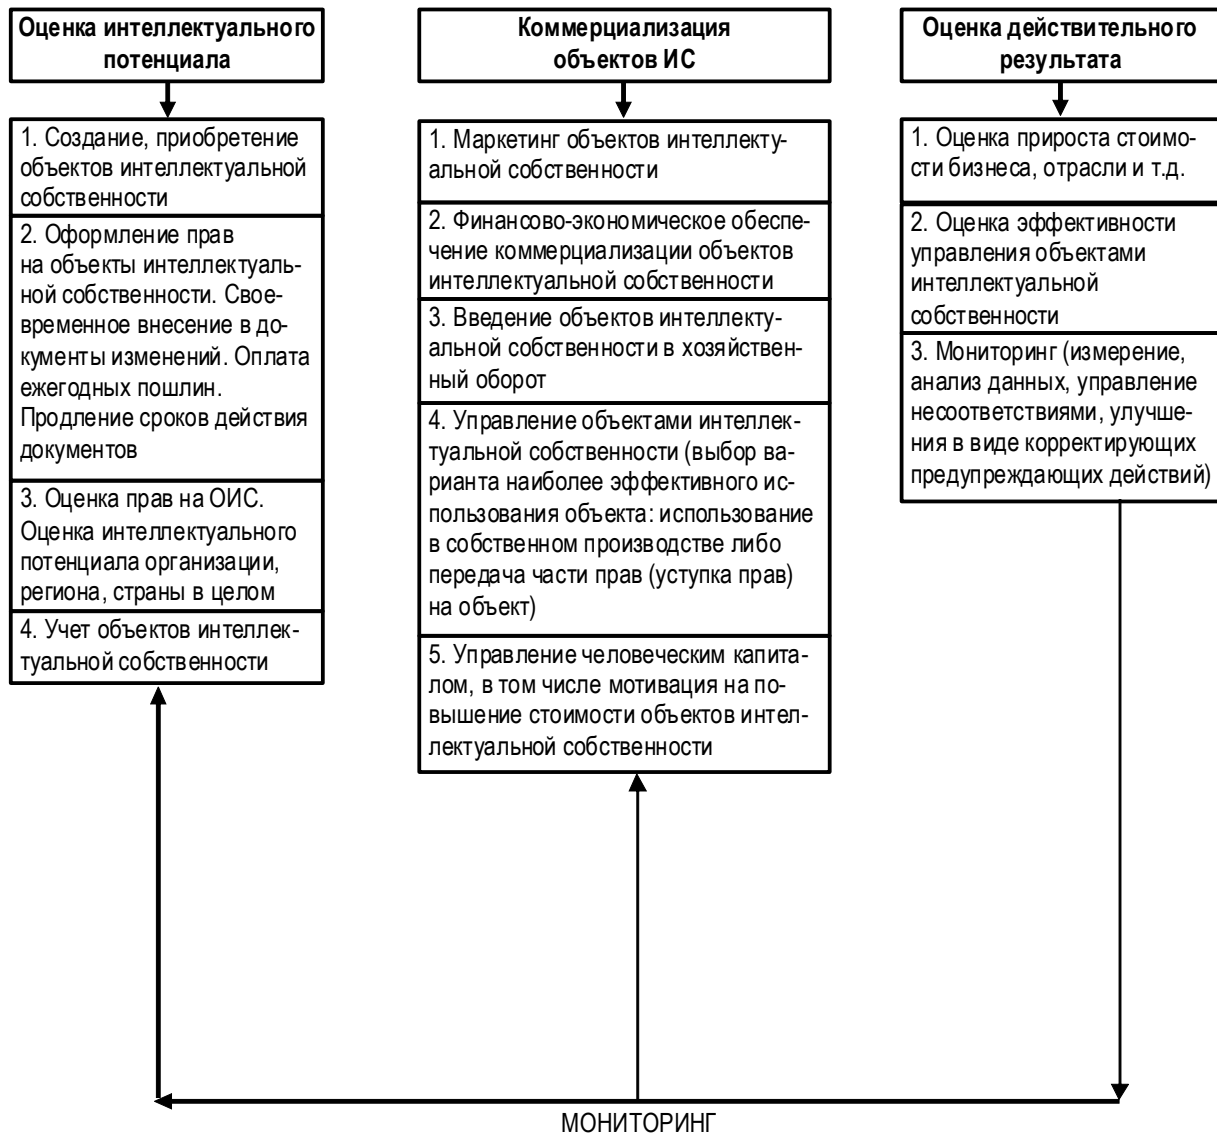 Оценка интеллектуального
потенциала
1. Создание, приобретение
объектов интеллектуальной
собственности
2. Оформление прав
на объекты интеллектуаль-
ной собственности. Свое-
временное внесение в до-
кументы изменений. Оплата
ежегодных пошлин.
Продление сроков действия
документов
3. Оценка прав на ОИС.
Оценка интеллектуального
потенциала организации,
региона, страны в целом
4. Учет объектов интеллек-
туальной собственности
Коммерциализация
объектов ИС
1. Маркетинг объектов интеллекту-
альной собственности
2. Финансово-экономическое обеспе-
чение коммерциализации объектов
интеллектуальной собственности
3. Введение объектов интеллекту-
альной собственности в хозяйствен-
ный оборот
4. Управление объектами интеллек-
туальной собственности (выбор ва-
рианта наиболее эффективного ис-
пользования объекта: использование
в собственном производстве либо
передача части прав (уступка прав)
на объект)
5. Управление человеческим капита-
лом, в том числе мотивация на по-
вышение стоимости объектов интел-
лектуальной собственности
Оценка действительного
результата
1. Оценка прироста стоимо-
сти бизнеса, отрасли и т.д.
2. Оценка эффективности
управления объектами
интеллектуальной
собственности
3. Мониторинг (измерение,
анализ данных, управление
несоответствиями, улучше-
ния в виде корректирующих
предупреждающих действий)
МОНИТОРИНГ